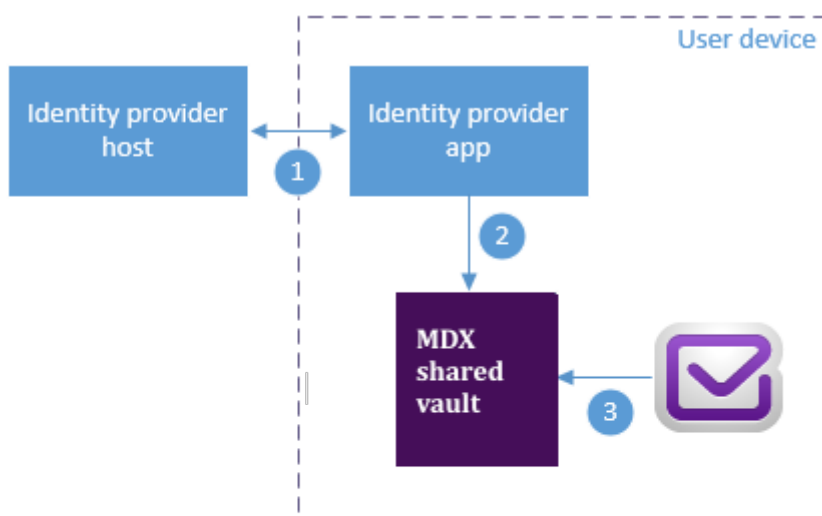 User device
Identity provider
host
Identity provider
app
1
2
MDX
shared
vault
3